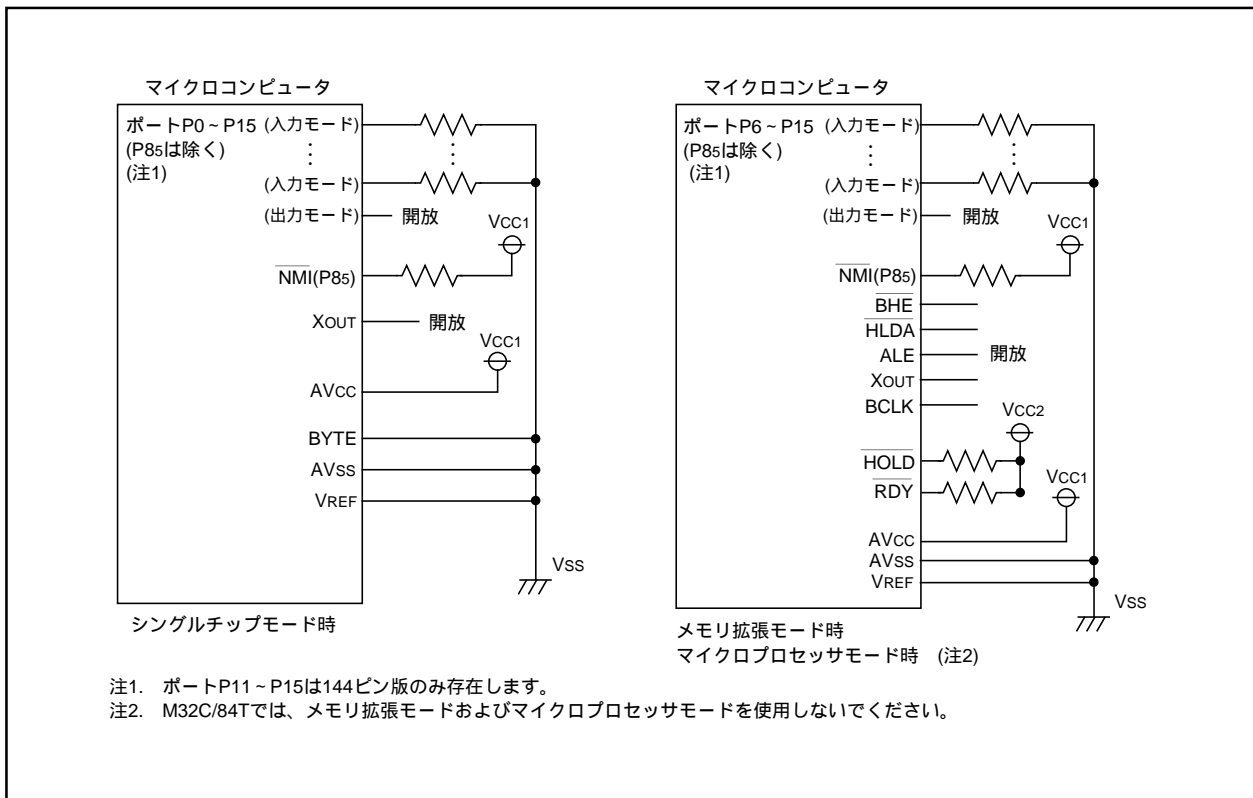 マイクロコンピュータ
ポートP0~P15 (入力モード)
(P85は除く)
(注1)
(入力モード)
(出力モード)
開放
VCC1
NMI(P85)
XOUT
開放
VCC1
AVCC
BYTE
AVSS
VREF
VSS
シングルチップモード時
マイクロコンピュータ
ポートP6~P15 (入力モード)
(P85は除く)
(注1)
(入力モード)
(出力モード)
開放
VCC1
NMI(P85)
BHE
HLDA
ALE
開放
XOUT
BCLK
VCC2
HOLD
RDY
VCC1
AVCC
AVSS
VREF
VSS
メモリ拡張モード時
マイクロプロセッサモード時 (注2)
注1. ポートP11~P15は144ピン版のみ存在します。
注2. M32C/84Tでは、メモリ拡張モードおよびマイクロプロセッサモードを使用しないでください。